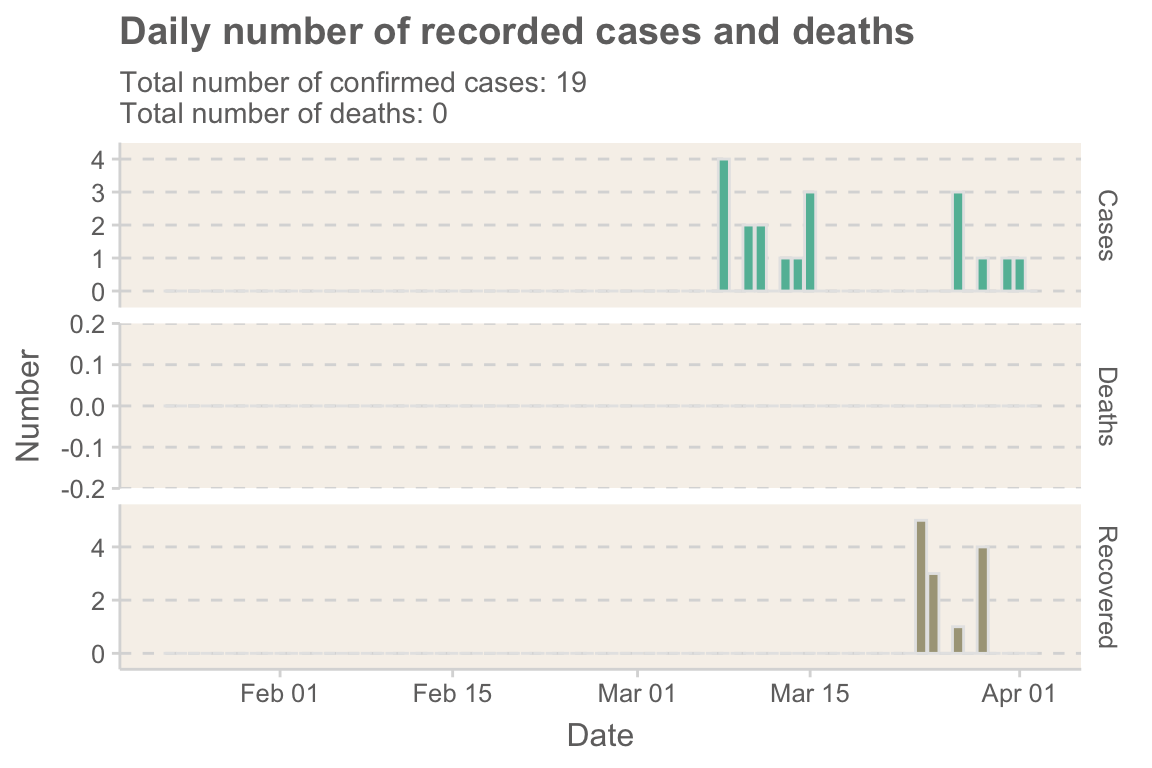 Daily number of recorded cases and deaths
Total number of confirmed cases: 19
Total number of deaths: 0
4
3
2
1
0
Cases
0.2
0.1
0.0
-0.1
-0.2
Deaths
4
2
0
Recovered
Number
Feb 01 Feb 15 Mar 01 Mar 15 Apr 01
Date